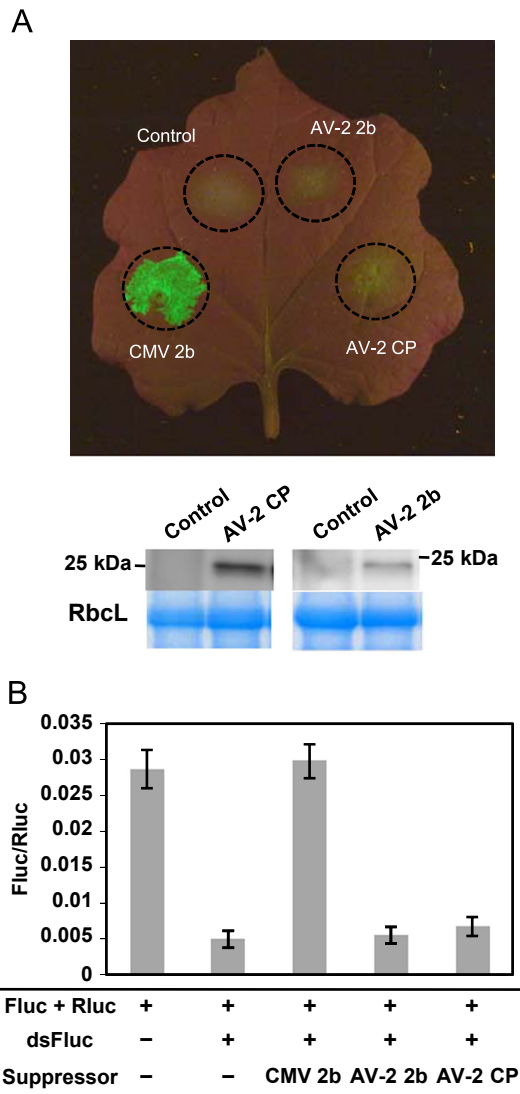 A
Control
AV-2 2b
CMV 2b
AV-2 CP
Control
AV-2 CP
Control
AV-2 2b
25 kDa
25 kDa
RbcL
B
Fluc/Rluc
0.035
0.03
0.025
0.02
0.015
0.01
0.005
0
Fluc + Rluc + + + + +
dsFluc − + + + +
Suppressor − − CMV 2b AV-2 2b AV-2 CP